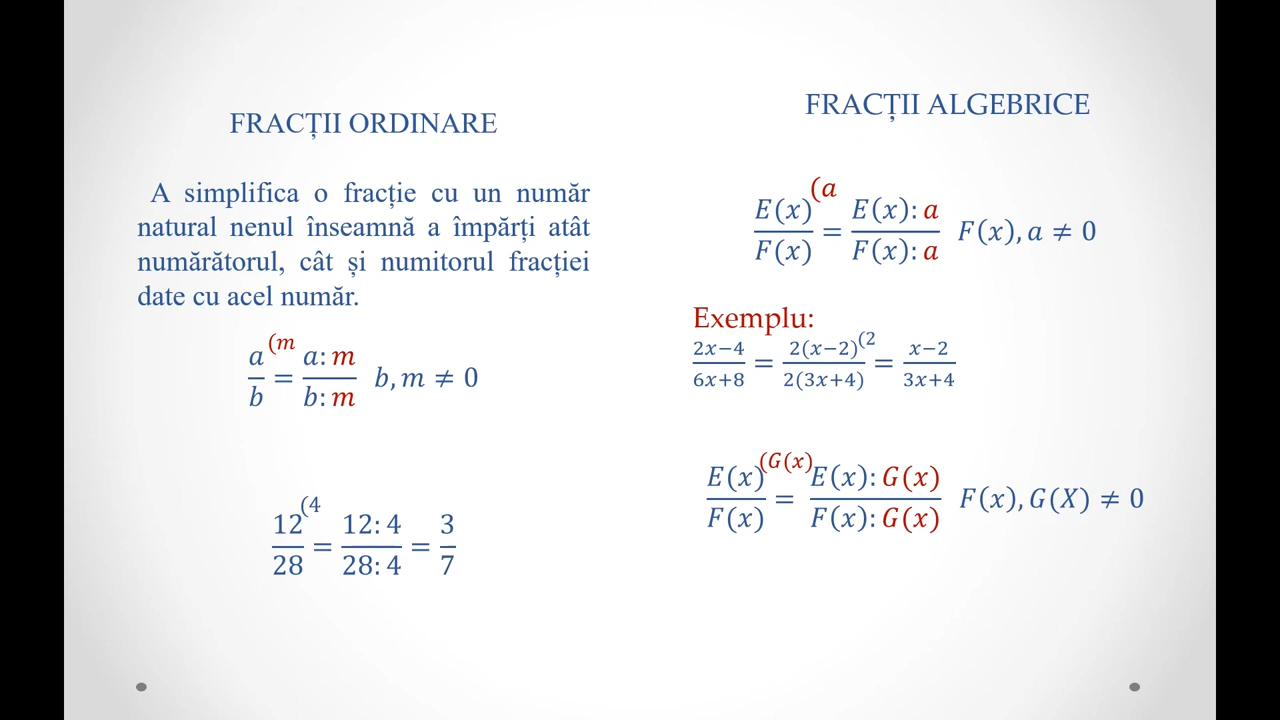 FRACȚII ORDINARE
A simplifica o fracție cu un număr
natural nenul înseamnă a împărți atât
numărătorul, cât și numitorul fracției
date cu acel număr.
a/b (m = a:m/b:m b, m ≠ 0
12/28 (4 = 12:4/28:4 = 3/7
FRACȚII ALGEBRICE
E(x)/F(x) (a = E(x):a/F(x):a F(x), a ≠ 0
Exemplu:
2x−4/6x+8 = 2(x−2)/2(3x+4) (2 = x−2/3x+4
E(x)/F(x) (G(x) = E(x):G(x)/F(x):G(x) F(x), G(X) ≠ 0